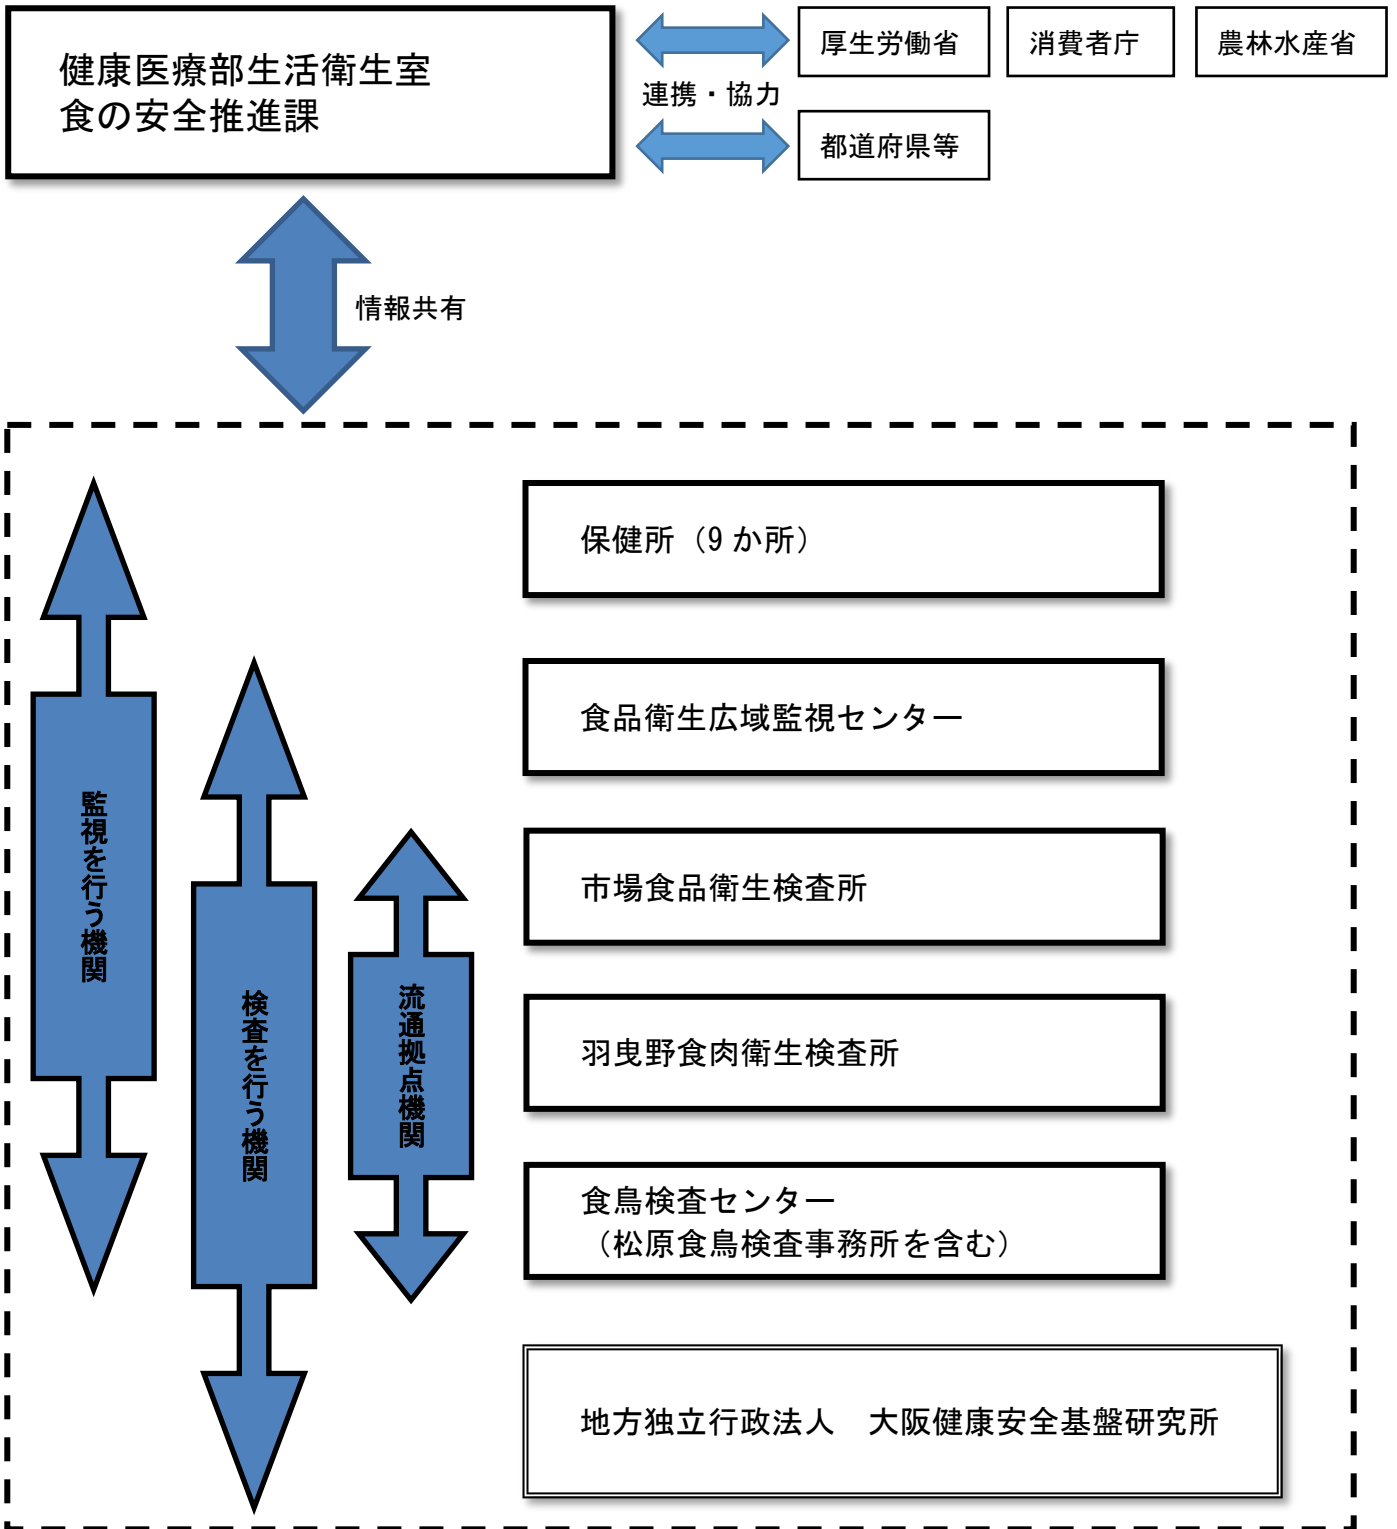 健康医療部生活衛生室
食の安全推進課
厚生労働省
消費者庁
農林水産省
連携・協力
都道府県等
情報共有
監視を行う機関
検査を行う機関
流通拠点機関
保健所（9か所）
食品衛生広域監視センター
市場食品衛生検査所
羽曳野食肉衛生検査所
食鳥検査センター
（松原食鳥検査事務所を含む）
地方独立行政法人　大阪健康安全基盤研究所